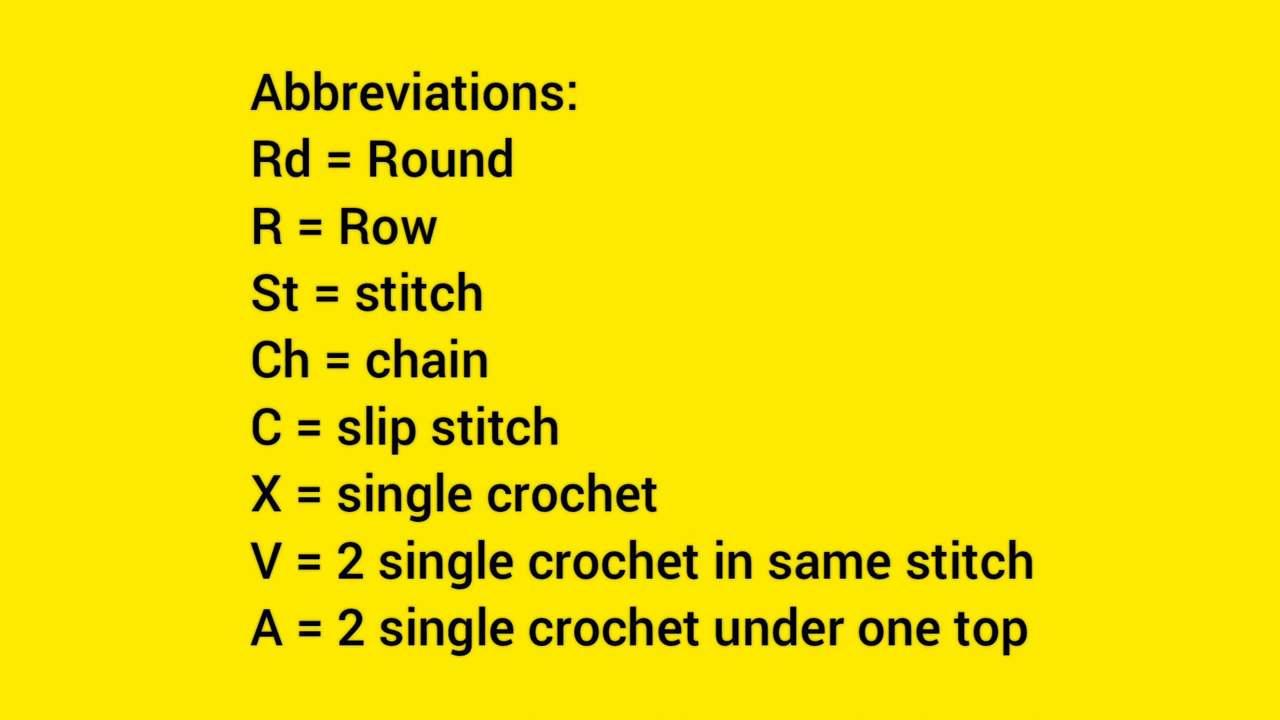 Abbreviations:
Rd = Round
R = Row
St = stitch
Ch = chain
C = slip stitch
X = single crochet
V = 2 single crochet in same stitch
A = 2 single crochet under one top